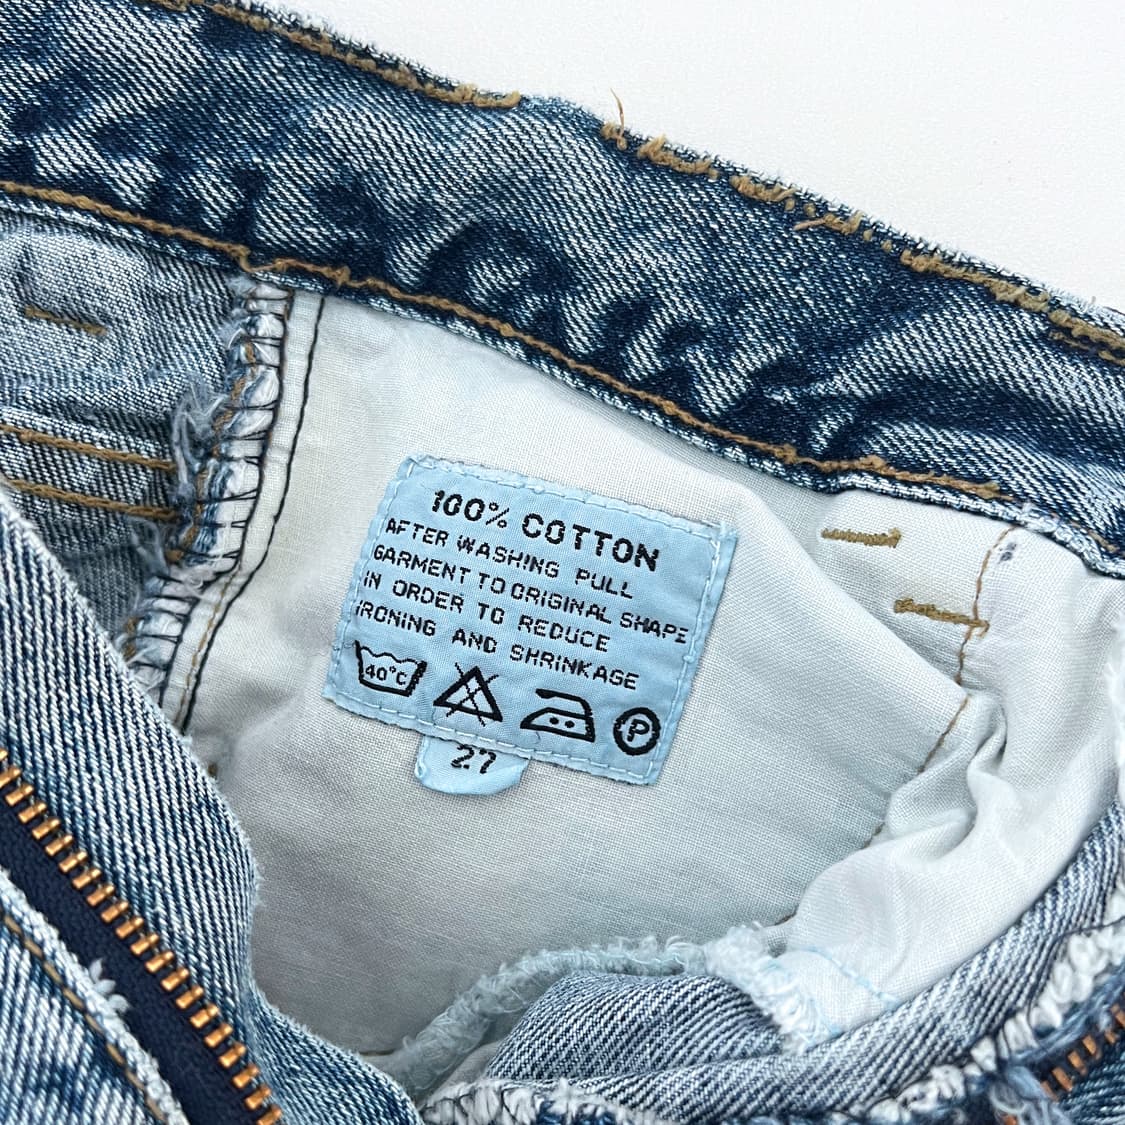 100% COTTON
AFTER WASHING PULL
GARMENT TO ORIGINAL SHAPE
IN ORDER TO REDUCE
IRONING AND SHRINKAGE
40°C
P
27